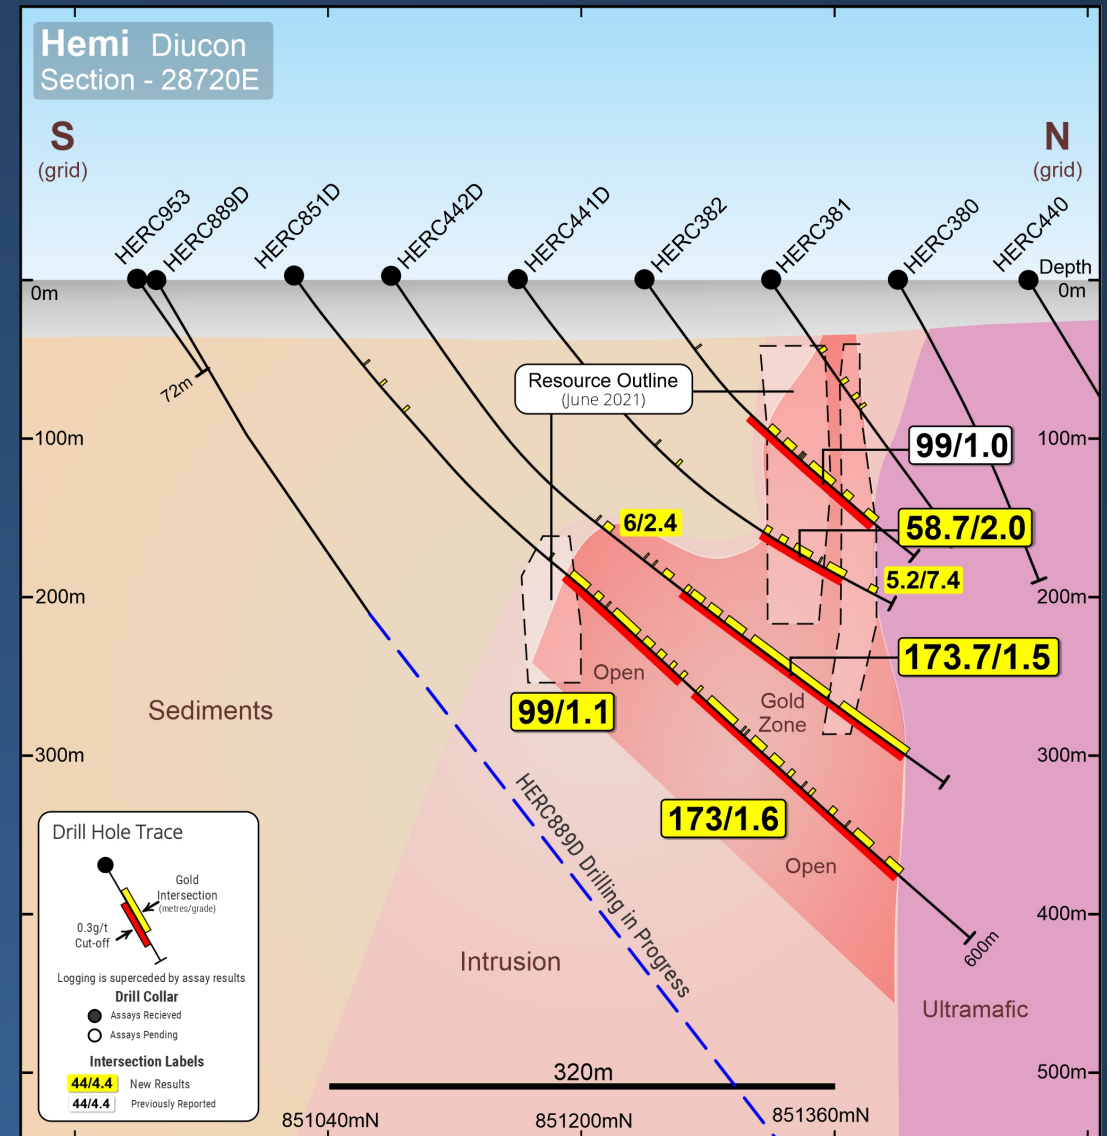 Hemi Diucon
Section - 28720E
S
(grid)
N
(grid)
HERC953
HERC889D
HERC851D
HERC442D
HERC441D
HERC382
HERC381
HERC380
HERC440
Depth
0m
0m
72m
Resource Outline
(June 2021)
100m
100m
99/1.0
6/2.4
58.7/2.0
5.2/7.4
200m
200m
173.7/1.5
Open
Gold
Zone
Sediments
99/1.1
300m
300m
173/1.6
HERC889D Drilling in Progress
Open
400m
600m
Intrusion
Ultramafic
500m
320m
851040mN
851200mN
851360mN
Drill Hole Trace
Gold
Intersection
(metres/grade)
0.3g/t
Cut-off
Logging is superceded by assay results
Drill Collar
Assays Recieved
Assays Pending
Intersection Labels
44/4.4 New Results
44/4.4 Previously Reported